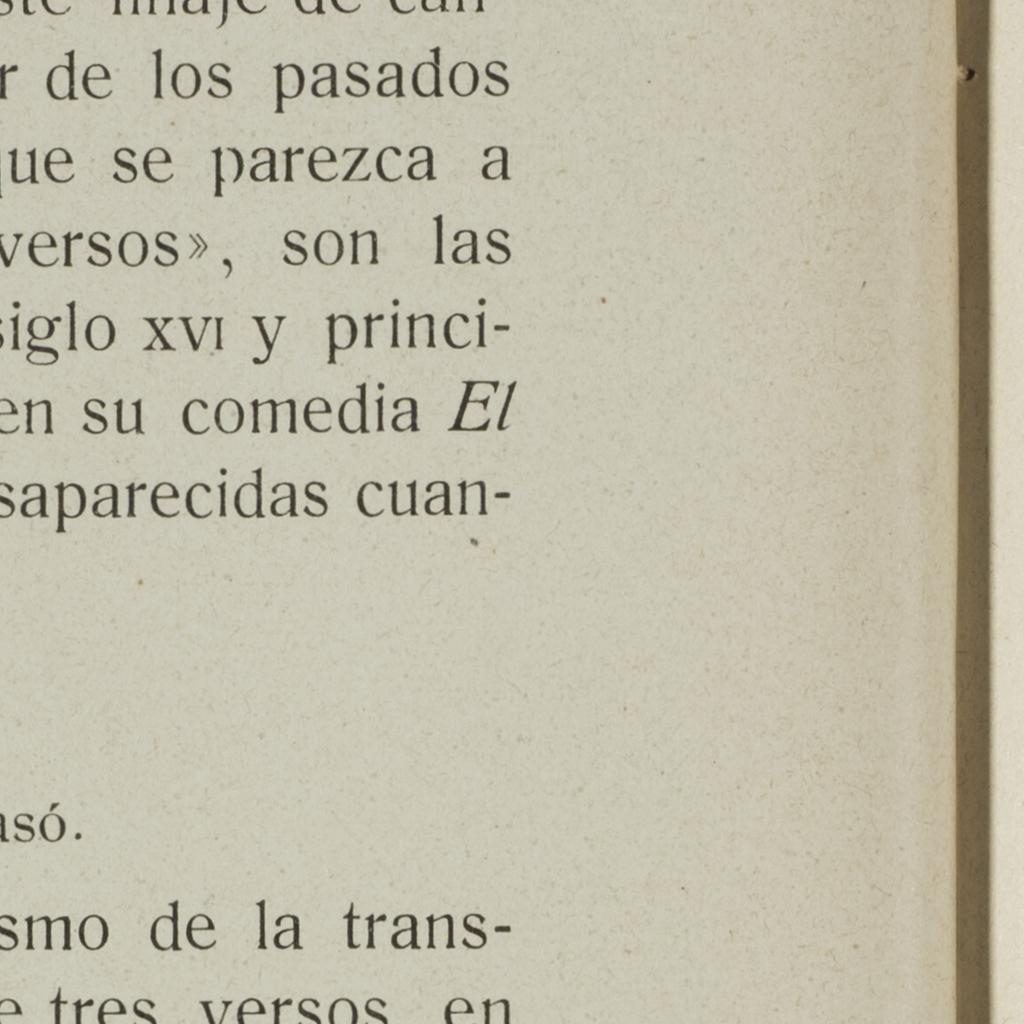 ste linaje de can-
r de los pasados
que se parezca a
versos», son las
siglo XVI y princi-
en su comedia El
saparecidas cuan-
asó.
smo de la trans-
e tres versos en